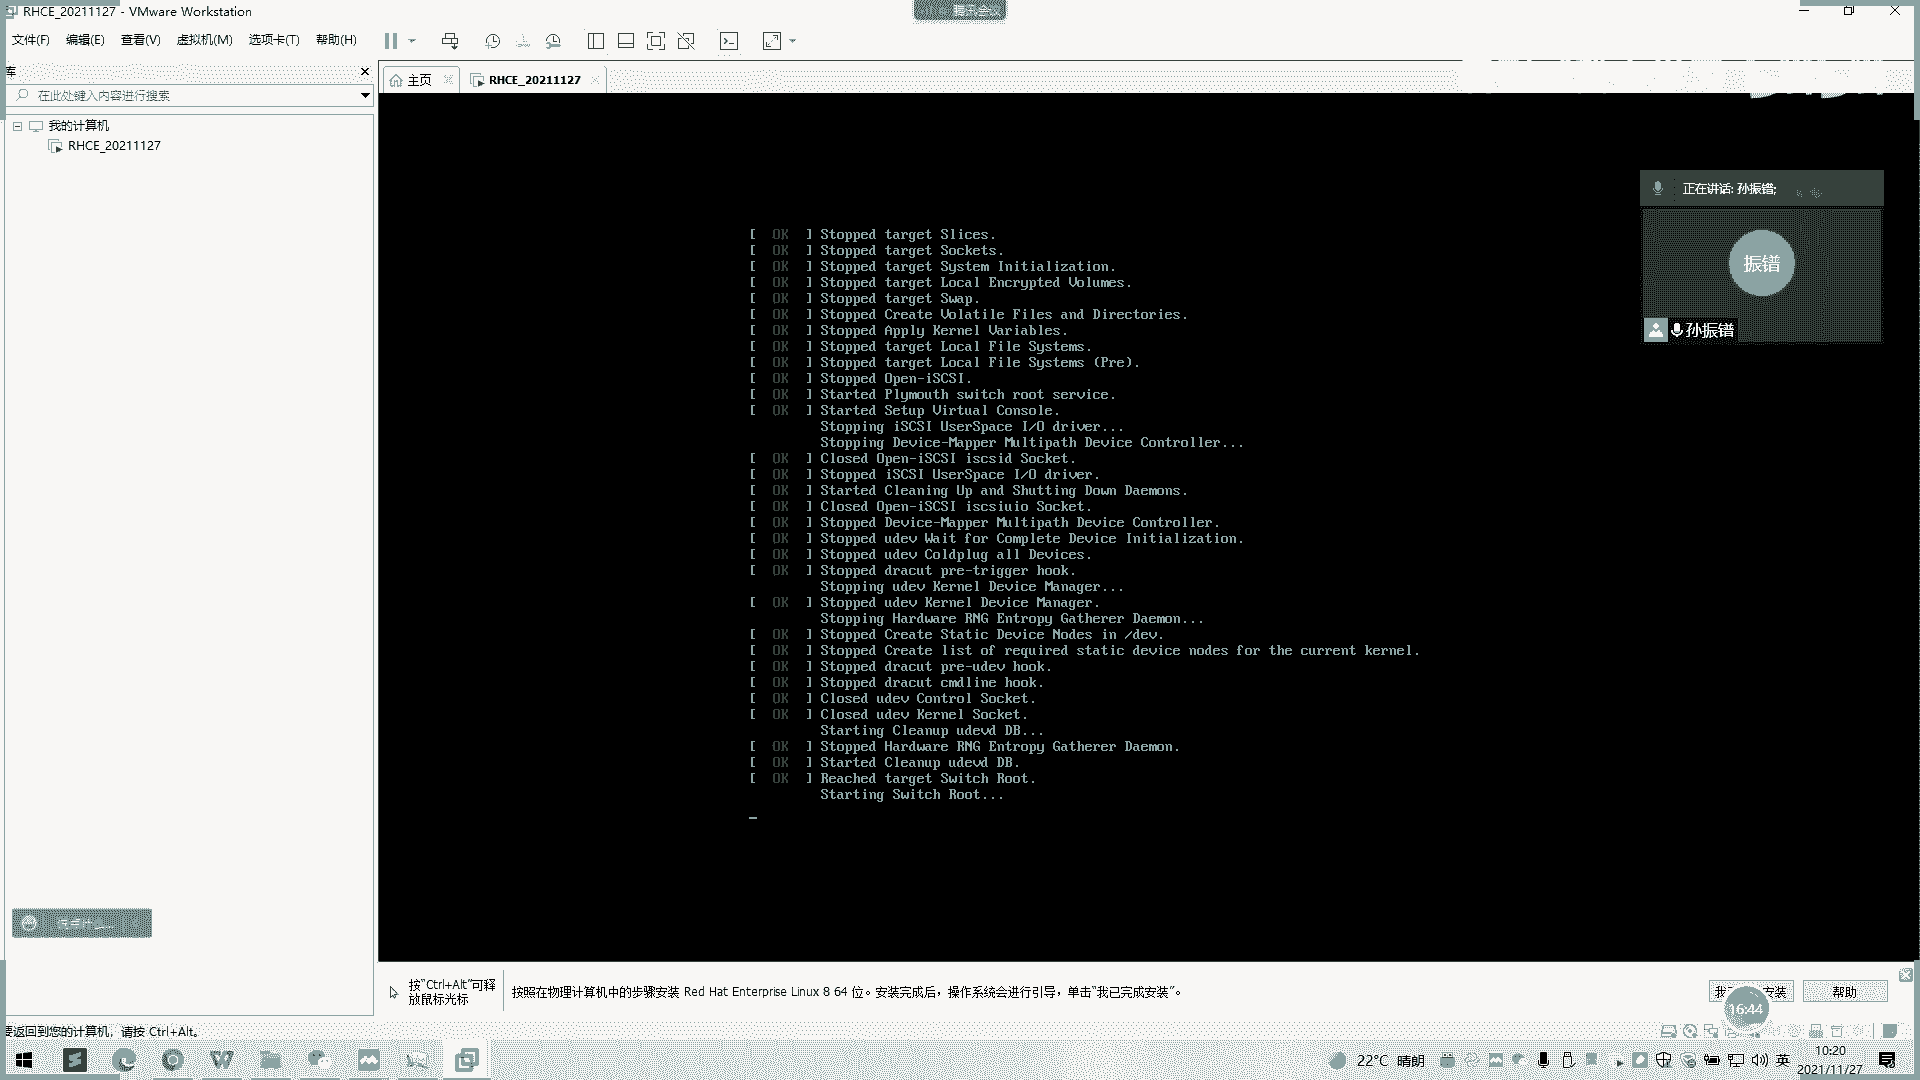 RHCE_20211127 - VMware Workstation
腾讯会议
文件(F) 编辑(E) 查看(V) 虚拟机(M) 选项卡(T) 帮助(H)
库
主页
RHCE_20211127
在此处键入内容进行搜索
我的计算机
RHCE_20211127
正在讲话: 孙振镨;
振镨
孙振镨
[ OK ] Stopped target Slices.
[ OK ] Stopped target Sockets.
[ OK ] Stopped target System Initialization.
[ OK ] Stopped target Local Encrypted Volumes.
[ OK ] Stopped target Swap.
[ OK ] Stopped Create Volatile Files and Directories.
[ OK ] Stopped Apply Kernel Variables.
[ OK ] Stopped target Local File Systems.
[ OK ] Stopped target Local File Systems (Pre).
[ OK ] Stopped Open-iSCSI.
[ OK ] Started Plymouth switch root service.
[ OK ] Started Setup Virtual Console.
Stopping iSCSI UserSpace I/O driver...
Stopping Device-Mapper Multipath Device Controller...
[ OK ] Closed Open-iSCSI iscsid Socket.
[ OK ] Stopped iSCSI UserSpace I/O driver.
[ OK ] Started Cleaning Up and Shutting Down Daemons.
[ OK ] Closed Open-iSCSI iscsiuio Socket.
[ OK ] Stopped Device-Mapper Multipath Device Controller.
[ OK ] Stopped udev Wait for Complete Device Initialization.
[ OK ] Stopped udev Coldplug all Devices.
[ OK ] Stopped dracut pre-trigger hook.
Stopping udev Kernel Device Manager...
[ OK ] Stopped udev Kernel Device Manager.
Stopping Hardware RNG Entropy Gatherer Daemon...
[ OK ] Stopped Create Static Device Nodes in /dev.
[ OK ] Stopped Create list of required static device nodes for the current kernel.
[ OK ] Stopped dracut pre-udev hook.
[ OK ] Stopped dracut cmdline hook.
[ OK ] Closed udev Control Socket.
[ OK ] Closed udev Kernel Socket.
Starting Cleanup udevd DB...
[ OK ] Stopped Hardware RNG Entropy Gatherer Daemon.
[ OK ] Started Cleanup udevd DB.
[ OK ] Reached target Switch Root.
Starting Switch Root...
按"Ctrl+Alt"可释
放鼠标光标
按照在物理计算机中的步骤安装 Red Hat Enterprise Linux 8 64 位。安装完成后，操作系统会进行引导，单击"我已完成安装"。
我 安装
帮助
16:44
要返回到您的计算机，请按 Ctrl+Alt。
22°C 晴朗
英
10:20
2021/11/27